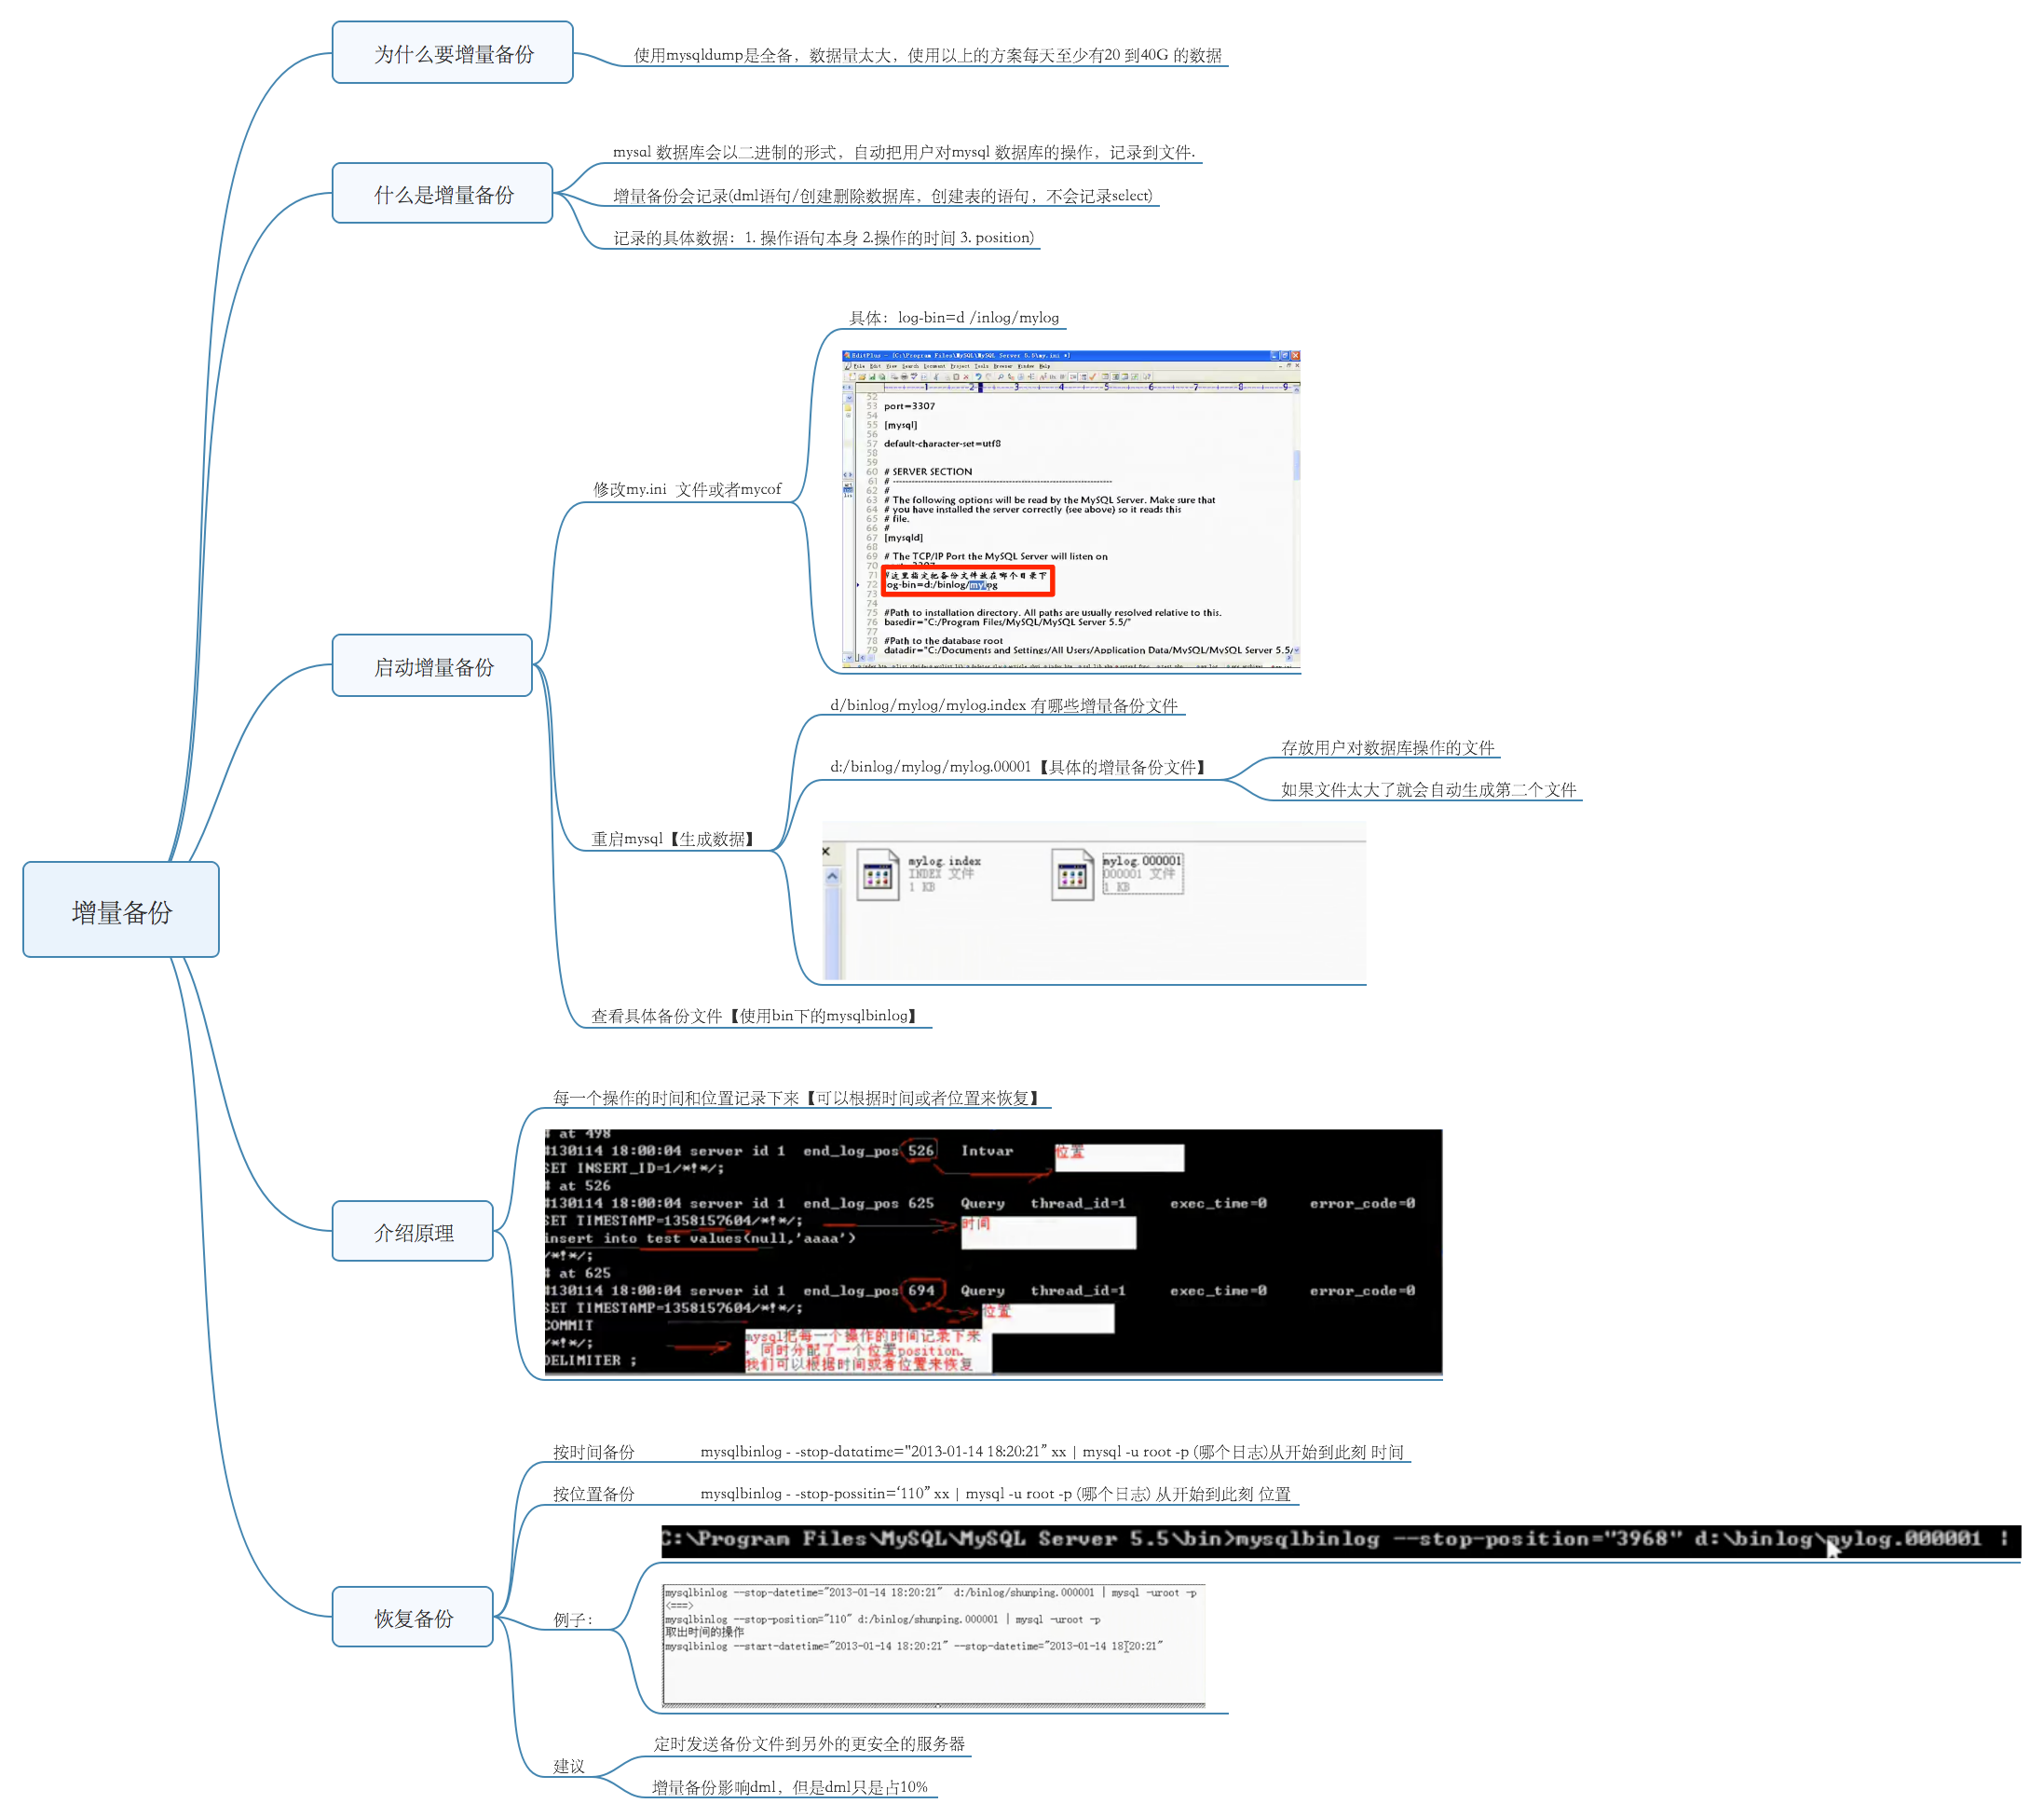 为什么要增量备份
使用mysqldump是全备，数据量太大，使用以上的方案每天至少有20 到40G 的数据
什么是增量备份
mysal 数据库会以二进制的形式，自动把用户对mysql 数据库的操作，记录到文件.
增量备份会记录(dml语句/创建删除数据库，创建表的语句，不会记录select)
记录的具体数据：1. 操作语句本身 2.操作的时间 3. position)
增量备份
启动增量备份
修改my.ini 文件或者mycof
具体：log-bin=d /inlog/mylog
EditPlus - [C:\Program Files\MySQL\MySQL Server 5.5\my.ini *]
File Edit View Search Document Project Tools Browser Window Help
52
53 port=3307
54
55 [mysql]
56
57 default-character-set=utf8
58
59
60 # SERVER SECTION
61 # ----------------------------------------------------------------------
62 #
63 # The following options will be read by the MySQL Server. Make sure that
64 # you have installed the server correctly (see above) so it reads this
65 # file.
66 #
67 [mysqld]
68
69 # The TCP/IP Port the MySQL Server will listen on
70
71 #这里指定把备份文件放在哪个目录下
72 log-bin=d:/binlog/mylog
73
74
75 #Path to installation directory. All paths are usually resolved relative to this.
76 basedir="C:/Program Files/MySQL/MySQL Server 5.5/"
77
78 #Path to the database root
79 datadir="C:/Documents and Settings/All Users/Application Data/MySQL/MySQL Server 5.5/
重启mysql【生成数据】
d/binlog/mylog/mylog.index 有哪些增量备份文件
d:/binlog/mylog/mylog.00001【具体的增量备份文件】
存放用户对数据库操作的文件
如果文件太大了就会自动生成第二个文件
mylog.index
INDEX 文件
1 KB
mylog.000001
000001 文件
1 KB
查看具体备份文件【使用bin下的mysqlbinlog】
介绍原理
每一个操作的时间和位置记录下来【可以根据时间或者位置来恢复】
# at 498
#130114 18:00:04 server id 1 end_log_pos 526 Intvar 位置
SET INSERT_ID=1/*!*/;
# at 526
#130114 18:00:04 server id 1 end_log_pos 625 Query thread_id=1 exec_time=0 error_code=0
SET TIMESTAMP=1358157604/*!*/; 时间
insert into test values(null,'aaaa')
/*!*/;
# at 625
#130114 18:00:04 server id 1 end_log_pos 694 Query thread_id=1 exec_time=0 error_code=0
SET TIMESTAMP=1358157604/*!*/; 位置
COMMIT
/*!*/;
DELIMITER ;
mysql把每一个操作的时间记录下来
，同时分配了一个位置position.
我们可以根据时间或者位置来恢复
恢复备份
按时间备份 mysqlbinlog - -stop-datatime="2013-01-14 18:20:21” xx | mysql -u root -p (哪个日志)从开始到此刻 时间
按位置备份 mysqlbinlog - -stop-possitin=‘110” xx | mysql -u root -p (哪个日志) 从开始到此刻 位置
例子：
C:\Program Files\MySQL\MySQL Server 5.5\bin>mysqlbinlog --stop-position="3968" d:\binlog\mylog.000001 |
mysqlbinlog --stop-datetime="2013-01-14 18:20:21" d:/binlog/shunping.000001 | mysql -uroot -p
<===>
mysqlbinlog --stop-position="110" d:/binlog/shunping.000001 | mysql -uroot -p
取出时间的操作
mysqlbinlog --start-datetime="2013-01-14 18:20:21" --stop-datetime="2013-01-14 18:20:21"
建议
定时发送备份文件到另外的更安全的服务器
增量备份影响dml，但是dml只是占10%